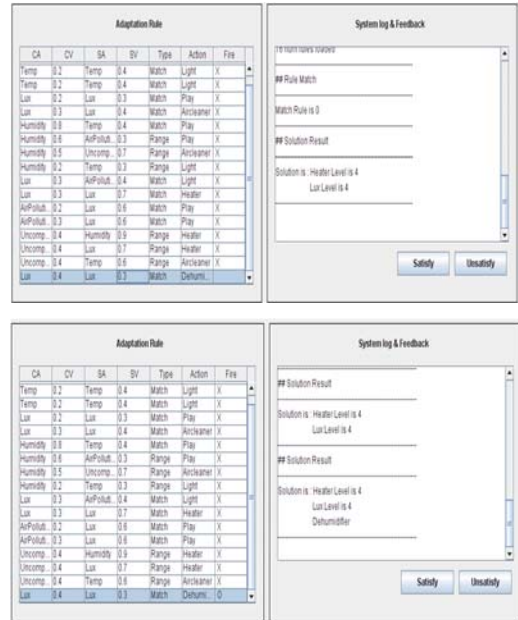 Adaptation Rule
CA CV SA SV Type Action Fire
Temp 0.2 Temp 0.4 Match Light X
Temp 0.2 Temp 0.4 Match Light X
Lux 0.2 Lux 0.3 Match Play X
Lux 0.3 Lux 0.4 Match Aircleaner X
Humidity 0.8 Temp 0.4 Match Play X
Humidity 0.6 AirPolluti... 0.3 Range Play X
Humidity 0.5 Uncomp... 0.7 Range Aircleaner X
Humidity 0.2 Temp 0.3 Range Light X
Lux 0.3 AirPolluti... 0.4 Match Light X
Lux 0.3 Lux 0.7 Match Heater X
AirPolluti... 0.2 Lux 0.6 Match Play X
AirPolluti... 0.3 Lux 0.6 Match Play X
Uncomp... 0.4 Humidity 0.9 Range Heater X
Uncomp... 0.4 Lux 0.7 Range Heater X
Uncomp... 0.4 Temp 0.6 Range Aircleaner X
Lux 0.4 Lux 0.3 Match Dehumi...
System log & Feedback
16 num rules loaded
## Rule Match
Match Rule is 0
## Solution Result
Solution is : Heater Level is 4
Lux Level is 4
Satisfy Unsatisfy
Adaptation Rule
CA CV SA SV Type Action Fire
Temp 0.2 Temp 0.4 Match Light X
Temp 0.2 Temp 0.4 Match Light X
Lux 0.2 Lux 0.3 Match Play X
Lux 0.3 Lux 0.4 Match Aircleaner X
Humidity 0.8 Temp 0.4 Match Play X
Humidity 0.6 AirPolluti... 0.3 Range Play X
Humidity 0.5 Uncomp... 0.7 Range Aircleaner X
Humidity 0.2 Temp 0.3 Range Light X
Lux 0.3 AirPolluti... 0.4 Match Light X
Lux 0.3 Lux 0.7 Match Heater X
AirPolluti... 0.2 Lux 0.6 Match Play X
AirPolluti... 0.3 Lux 0.6 Match Play X
Uncomp... 0.4 Humidity 0.9 Range Heater X
Uncomp... 0.4 Lux 0.7 Range Heater X
Uncomp... 0.4 Temp 0.6 Range Aircleaner X
Lux 0.4 Lux 0.3 Match Dehumi... O
System log & Feedback
## Solution Result
Solution is : Heater Level is 4
Lux Level is 4
## Solution Result
Solution is : Heater Level is 4
Lux Level is 4
Dehumidifier
Satisfy Unsatisfy